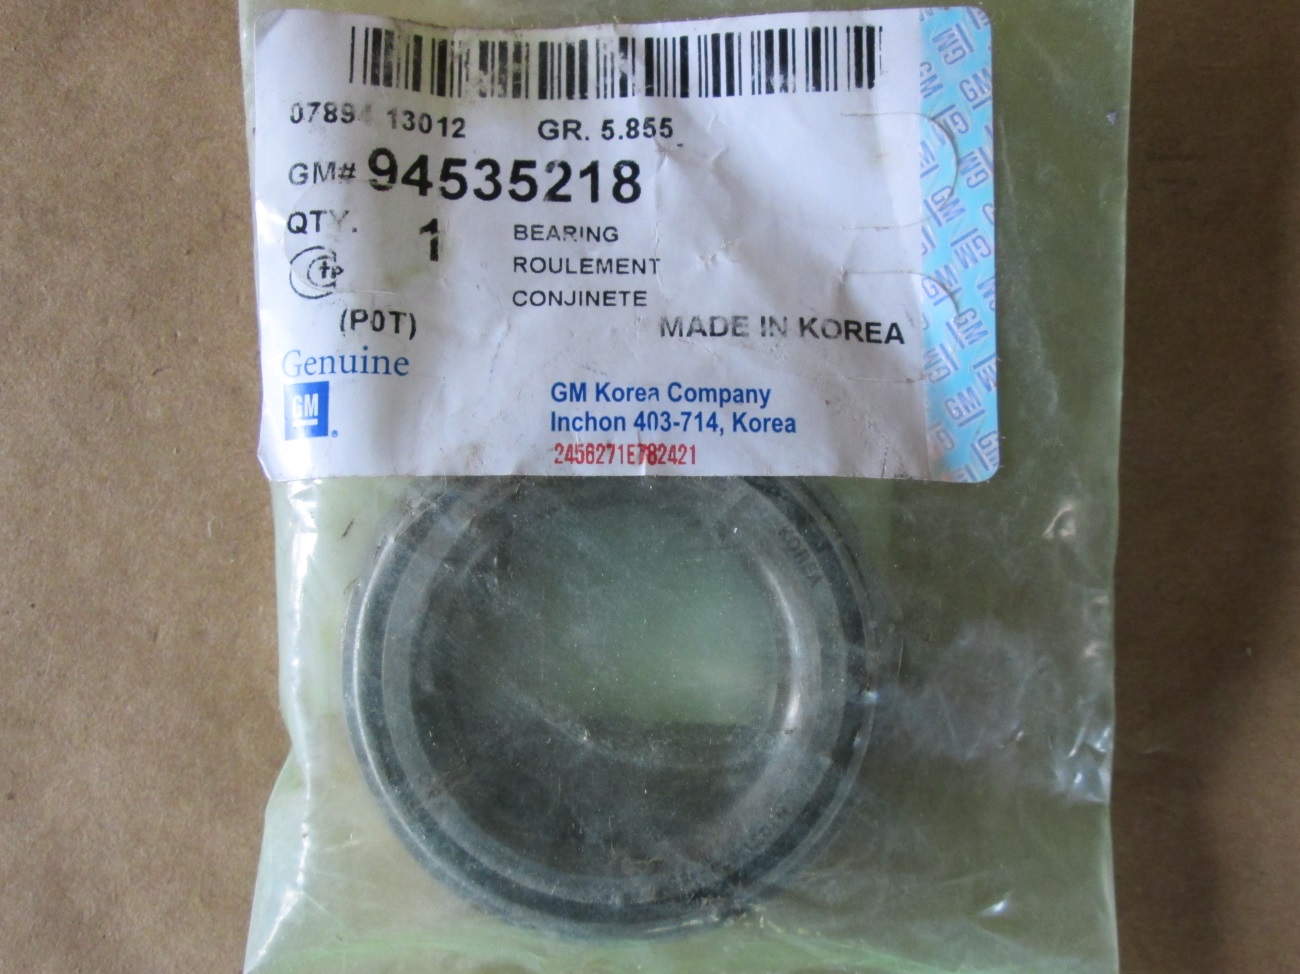 07894 13012 GR. 5.855
GM# 94535218
QTY. 1 BEARING
ROULEMENT
CONJINETE
(P0T)
MADE IN KOREA
Genuine
GM
GM Korea Company
Inchon 403-714, Korea
2456271E782421
KOREA